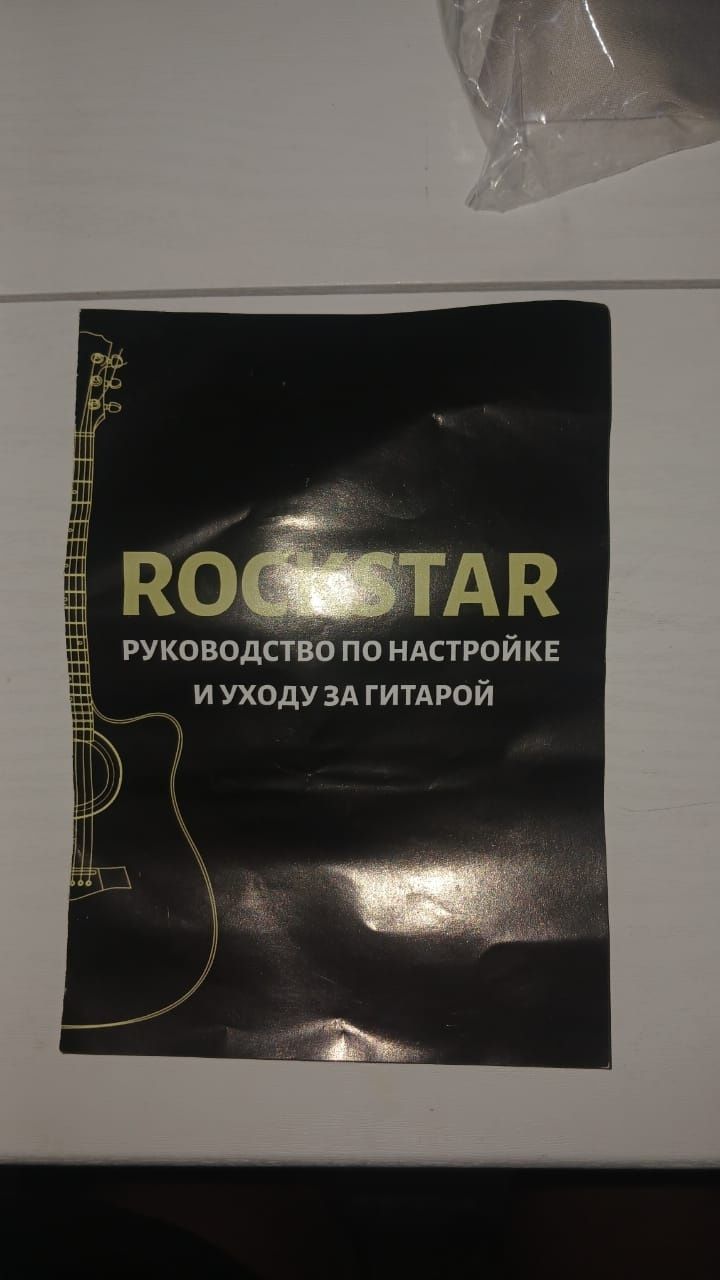 ROCKSTAR
РУКОВОДСТВО ПО НАСТРОЙКЕ
И УХОДУ ЗА ГИТАРОЙ